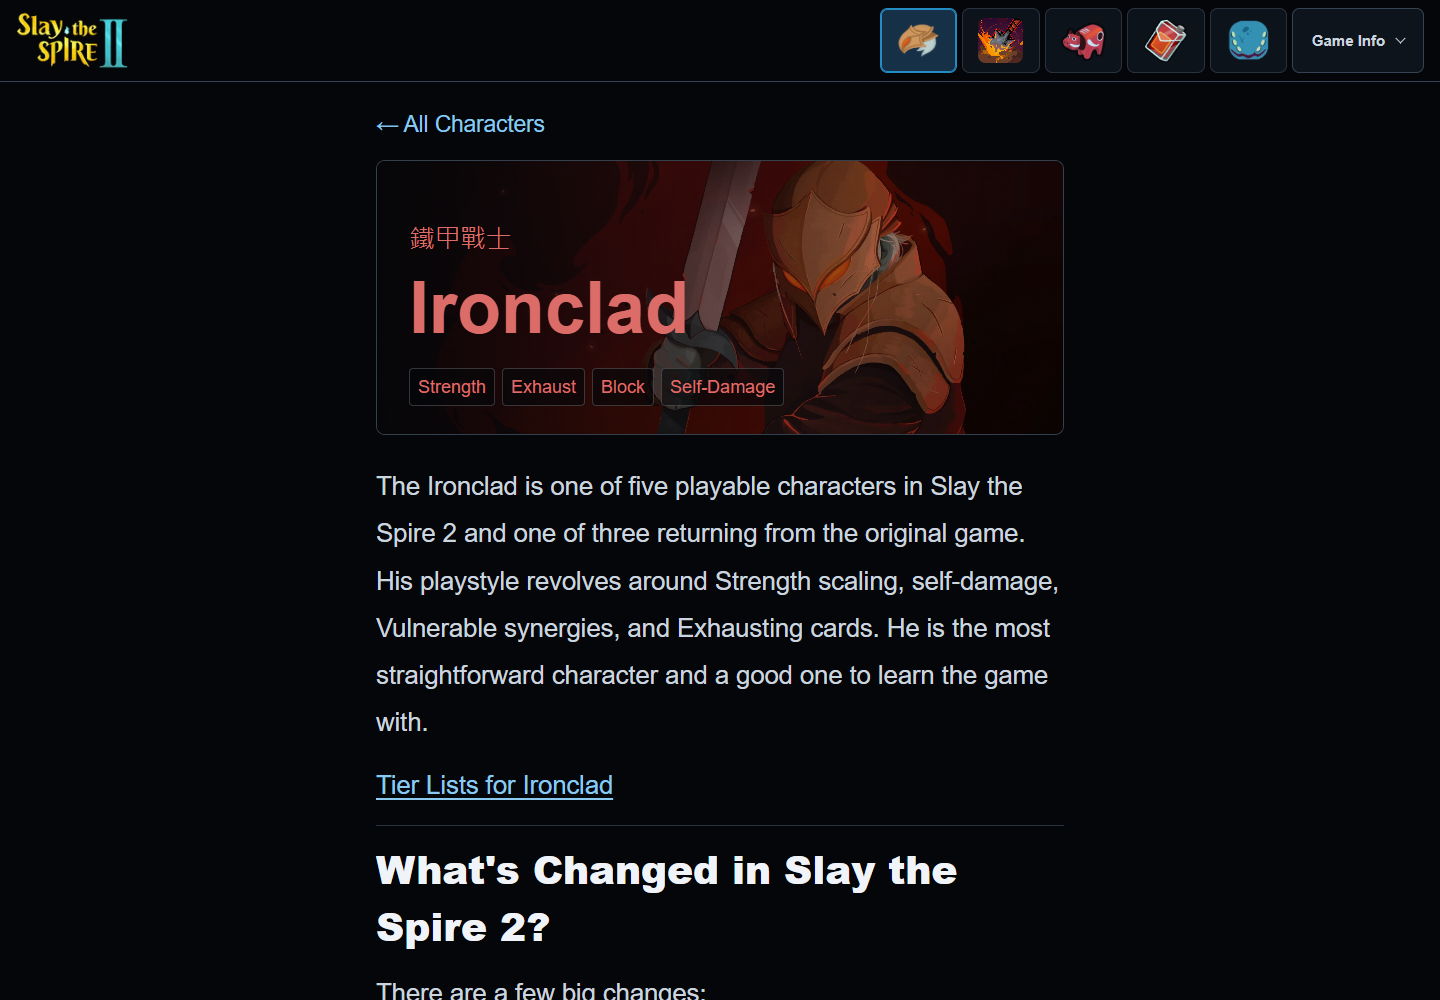 Slay the
SPIRE II
Game Info
← All Characters
鐵甲戰士
Ironclad
Strength
Exhaust
Block
Self-Damage
The Ironclad is one of five playable characters in Slay the
Spire 2 and one of three returning from the original game.
His playstyle revolves around Strength scaling, self-damage,
Vulnerable synergies, and Exhausting cards. He is the most
straightforward character and a good one to learn the game
with.
Tier Lists for Ironclad
What's Changed in Slay the
Spire 2?
There are a few big changes: